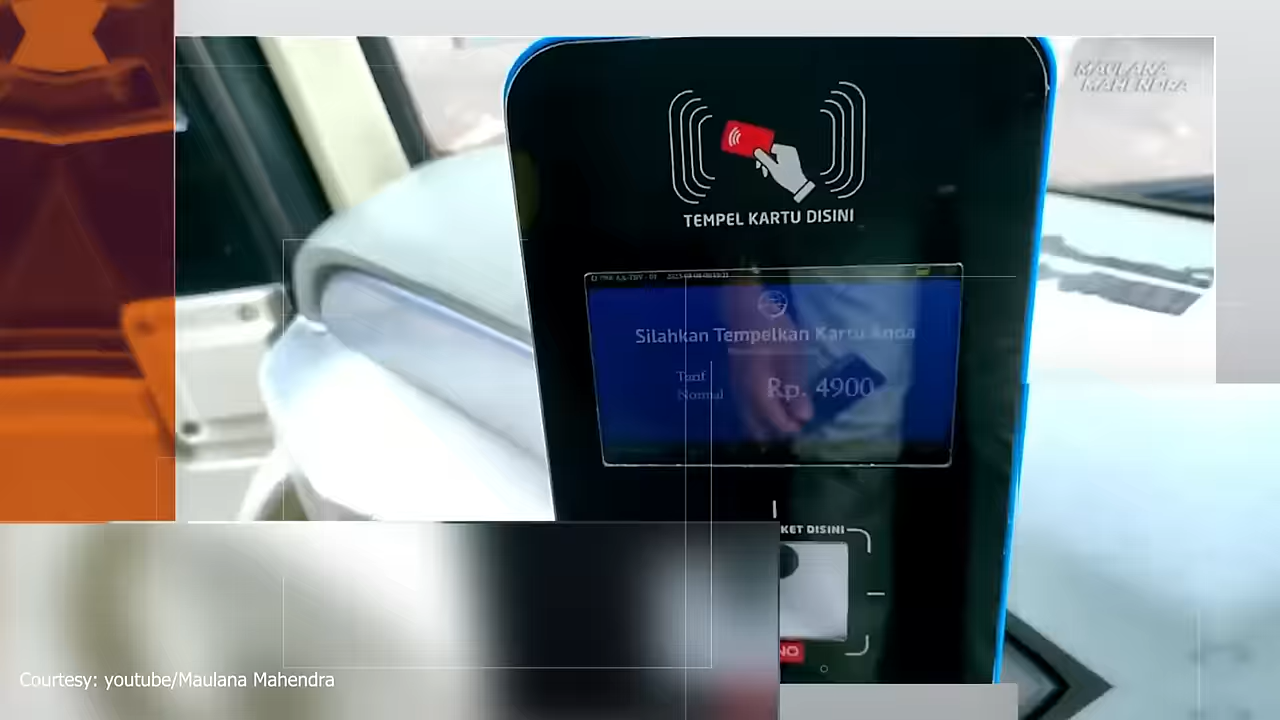 MAULANA
MAHENDRA
TEMPEL KARTU DISINI
Silahkan Tempelkan Kartu Anda
Tarif
Normal
Rp. 4900
KET DISINI
NO
Courtesy: youtube/Maulana Mahendra